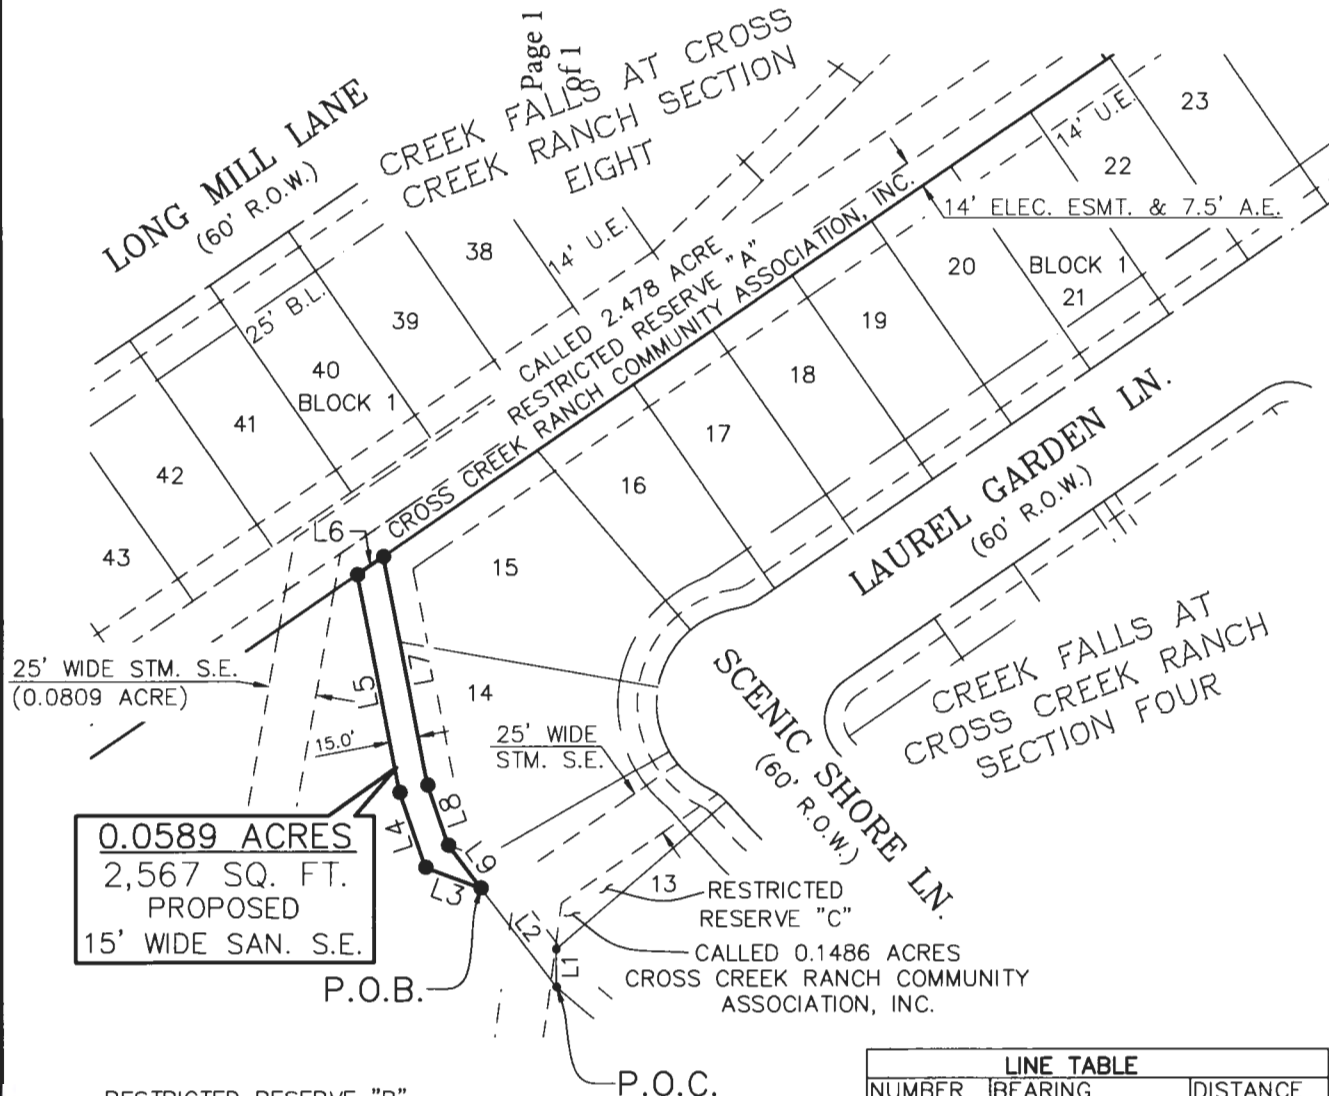 Page 1
of 1
LONG MILL LANE
(60' R.O.W.)
CREEK FALLS AT CROSS
CREEK RANCH SECTION
EIGHT
23
14' U.E.
22
14' ELEC. ESMT. & 7.5' A.E.
38
14' U.E.
20
BLOCK 1
21
25' B.L.
39
40
BLOCK 1
41
42
43
CALLED 2.478 ACRE
RESTRICTED RESERVE "A"
CROSS CREEK RANCH COMMUNITY ASSOCIATION, INC.
19
18
17
16
15
14
LAUREL GARDEN LN.
(60' R.O.W.)
L6
25' WIDE STM. S.E.
(0.0809 ACRE)
L5
L7
15.0'
25' WIDE
STM. S.E.
SCENIC SHORE LN.
(60' R.O.W.)
CREEK FALLS AT
CROSS CREEK RANCH
SECTION FOUR
0.0589 ACRES
2,567 SQ. FT.
PROPOSED
15' WIDE SAN. S.E.
L4
L8
L9
L3
L2
L1
13
RESTRICTED
RESERVE "C"
CALLED 0.1486 ACRES
CROSS CREEK RANCH COMMUNITY
ASSOCIATION, INC.
P.O.B.
P.O.C.
RESTRICTED RESERVE "B"
LINE TABLE
NUMBER BEARING DISTANCE